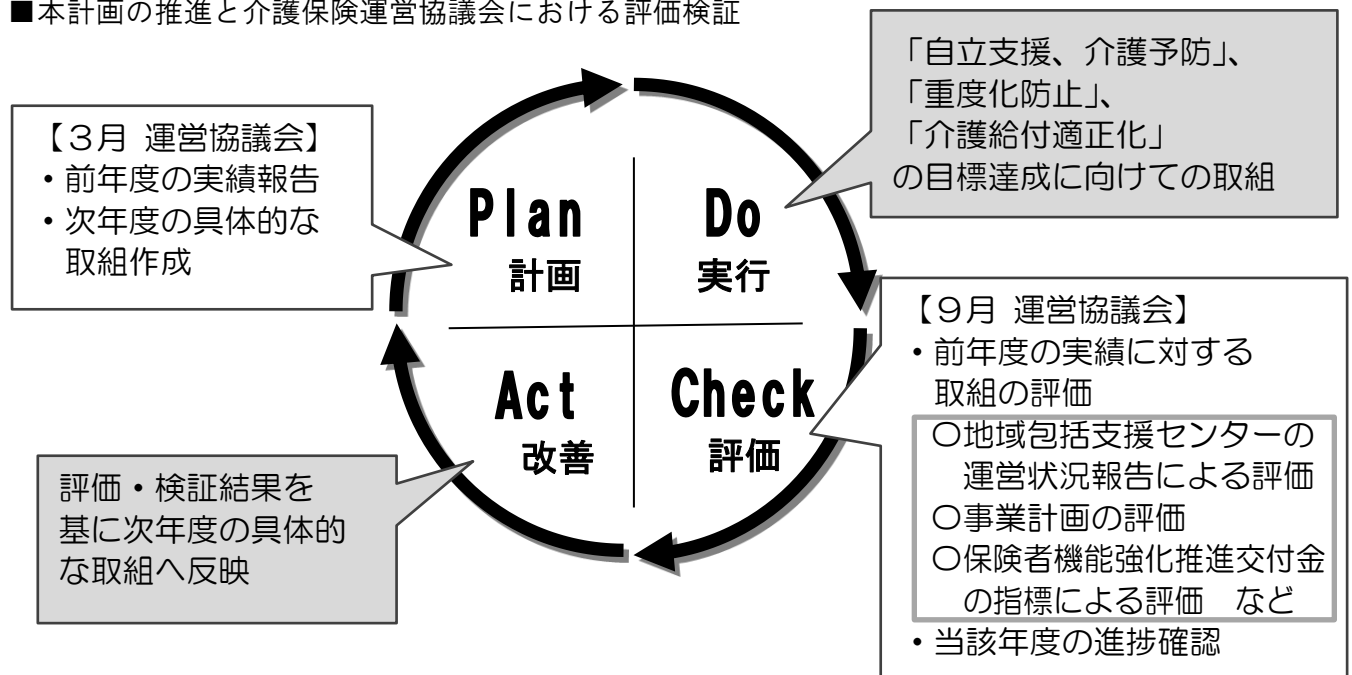 ■本計画の推進と介護保険運営協議会における評価検証
【３月 運営協議会】
・前年度の実績報告
・次年度の具体的な
取組作成
Plan
計画
Do
実行
「自立支援、介護予防」、
「重度化防止」、
「介護給付適正化」
の目標達成に向けての取組
Check
評価
【９月 運営協議会】
・前年度の実績に対する
取組の評価
〇地域包括支援センターの
運営状況報告による評価
〇事業計画の評価
〇保険者機能強化推進交付金
の指標による評価　など
・当該年度の進捗確認
Act
改善
評価・検証結果を
基に次年度の具体的
な取組へ反映